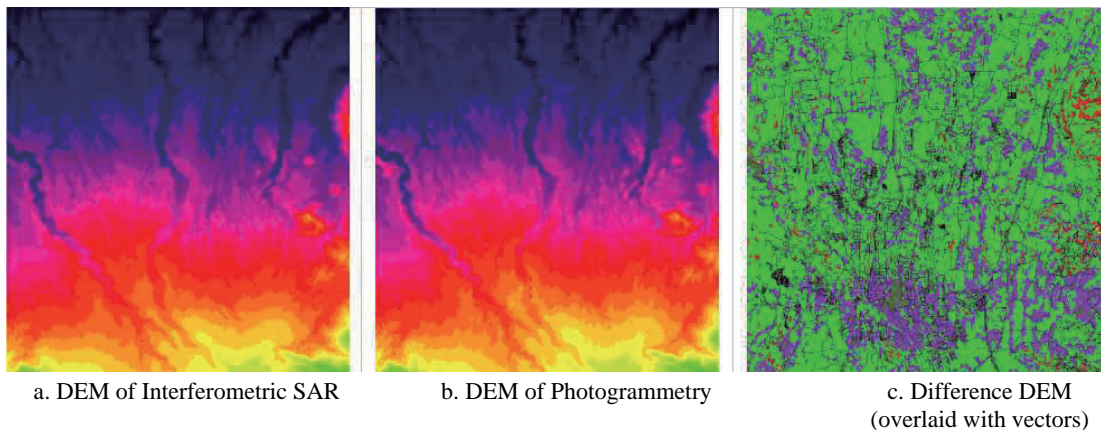 a. DEM of Interferometric SAR
b. DEM of Photogrammetry
c. Difference DEM
(overlaid with vectors)